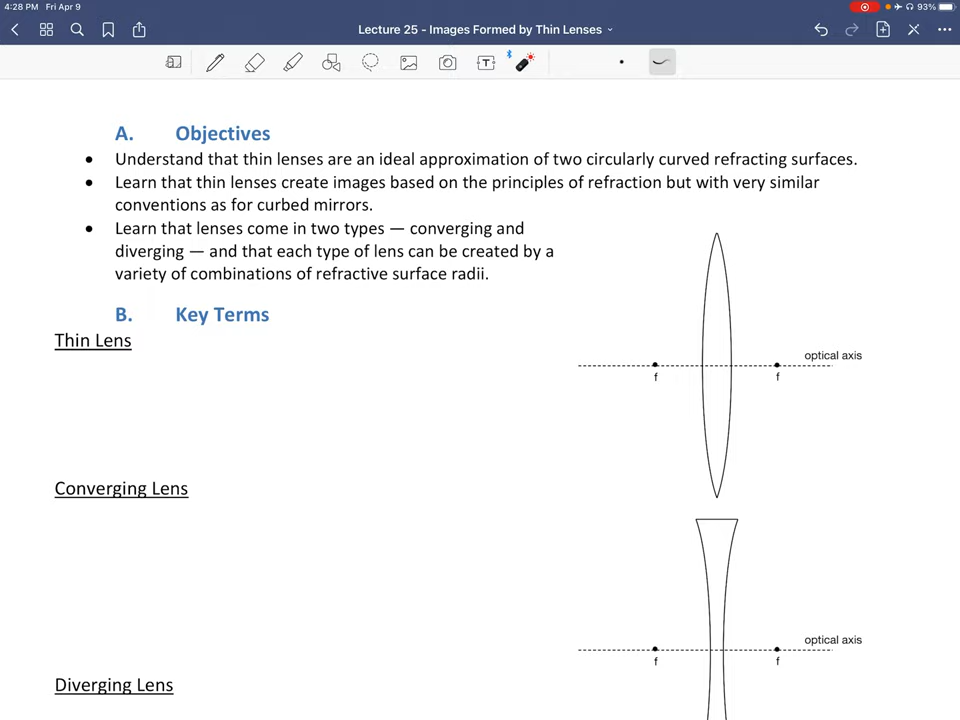 4:28 PM Fri Apr 9
93%
Lecture 25 - Images Formed by Thin Lenses
T
A. Objectives
• Understand that thin lenses are an ideal approximation of two circularly curved refracting surfaces.
• Learn that thin lenses create images based on the principles of refraction but with very similar
conventions as for curbed mirrors.
• Learn that lenses come in two types — converging and
diverging — and that each type of lens can be created by a
variety of combinations of refractive surface radii.
B. Key Terms
Thin Lens
optical axis
f f
Converging Lens
optical axis
f f
Diverging Lens